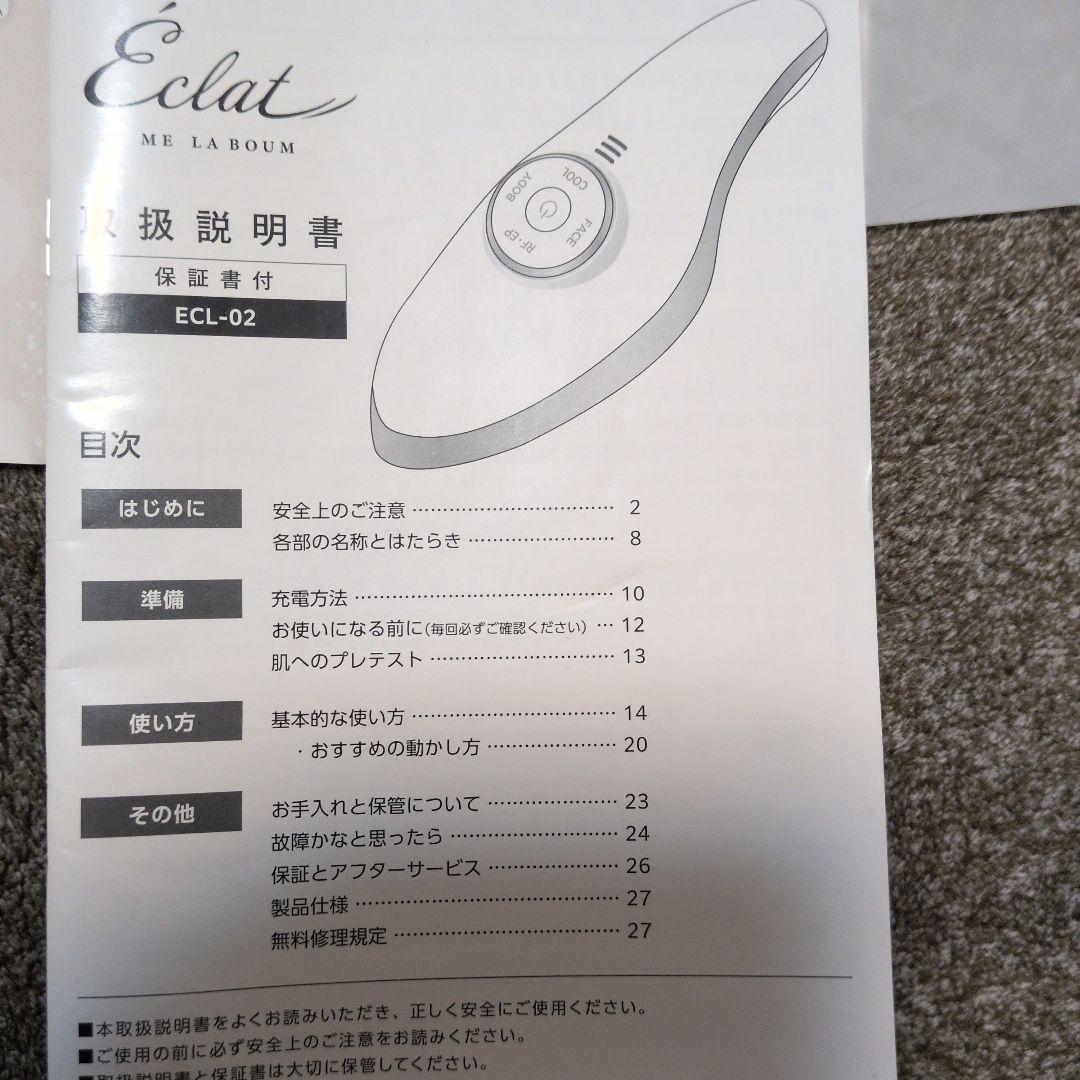 Éclat
ME LA BOUM
取扱説明書
保証書付
ECL-02
BODY
COOL
FACE
RF・EP
目次
はじめに
安全上のご注意 ………………………… 2
各部の名称とはたらき ………………… 8
準備
充電方法 ………………………………… 10
お使いになる前に(毎回必ずご確認ください) … 12
肌へのプレテスト ……………………… 13
使い方
基本的な使い方 ………………………… 14
・おすすめの動かし方 ………………… 20
その他
お手入れと保管について ……………… 23
故障かなと思ったら …………………… 24
保証とアフターサービス ……………… 26
製品仕様 ………………………………… 27
無料修理規定 …………………………… 27
■本取扱説明書をよくお読みいただき、正しく安全にご使用ください。
■ご使用の前に必ず安全上のご注意をお読みください。
■取扱説明書と保証書は大切に保管してください。